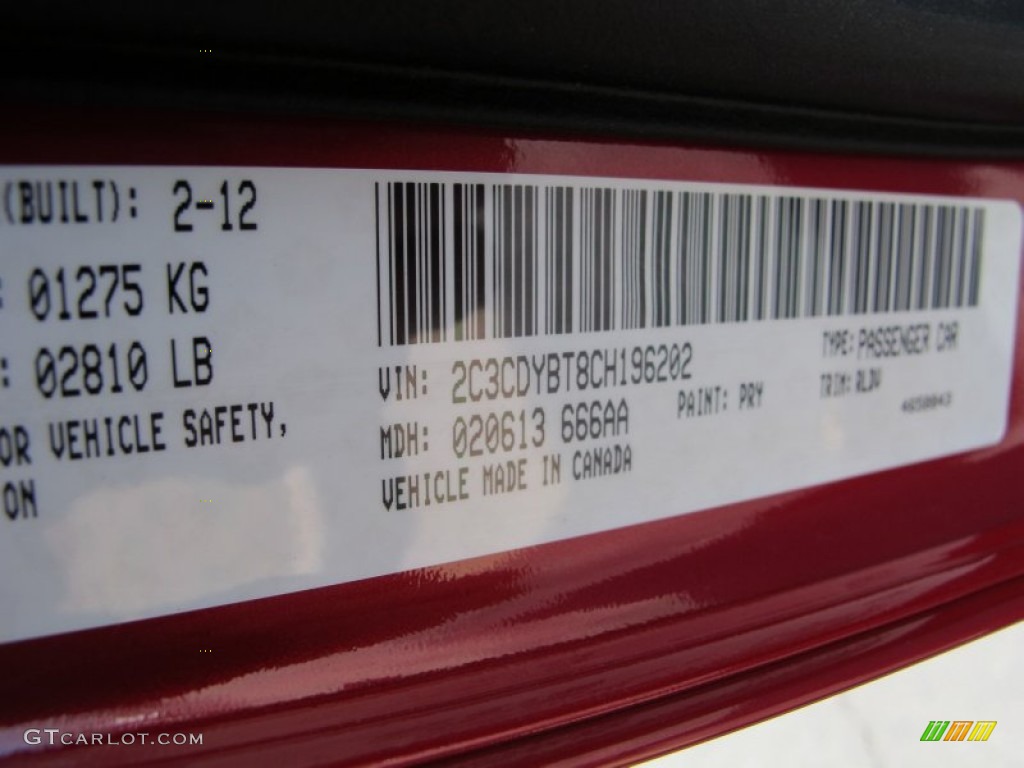 (BUILT): 2-12
: 01275 KG
: 02810 LB
OR VEHICLE SAFETY,
ON
VIN: 2C3CDYBT8CH196202
TYPE: PASSENGER CAR
MDH: 020613 666AA
PAINT: PRY
TRIM: RLDV
VEHICLE MADE IN CANADA
GTCARLOT.COM